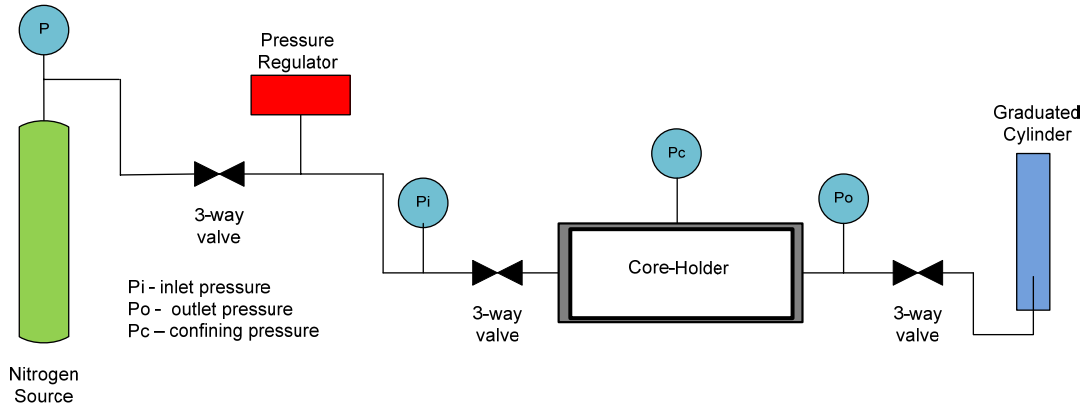 P
Pressure
Regulator
Graduated
Cylinder
Pc
Pi
Po
3-way
valve
Core-Holder
Pi - inlet pressure
Po - outlet pressure
Pc – confining pressure
3-way
valve
3-way
valve
Nitrogen
Source